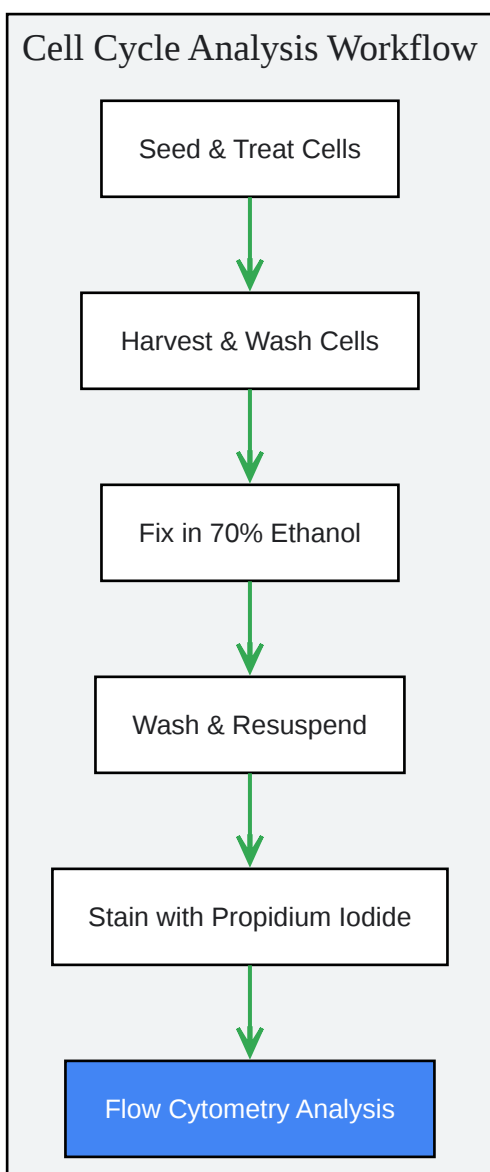 Cell Cycle Analysis Workflow
Seed & Treat Cells
Harvest & Wash Cells
Fix in 70% Ethanol
Wash & Resuspend
Stain with Propidium Iodide
Flow Cytometry Analysis